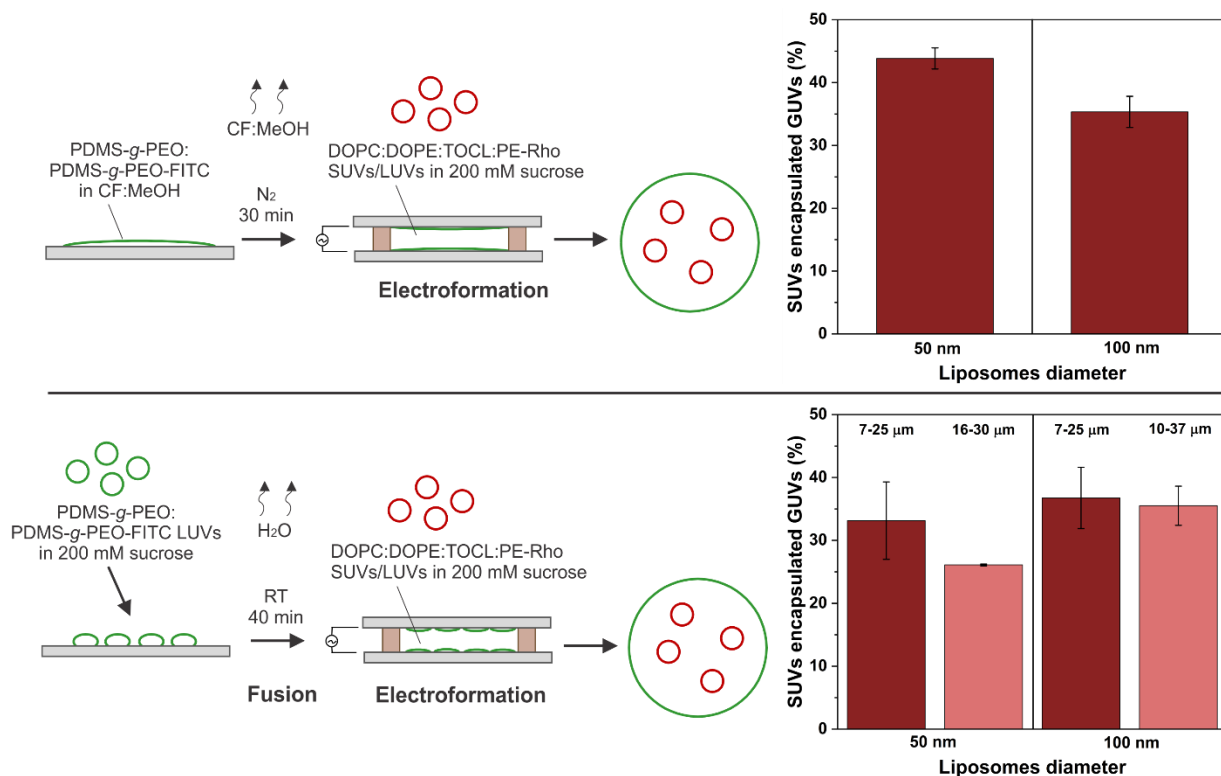 PDMS-g-PEO:
PDMS-g-PEO-FITC
in CF:MeOH
CF:MeOH
N2
30 min
DOPC:DOPE:TOCL:PE-Rho
SUVs/LUVs in 200 mM sucrose
Electroformation
SUVs encapsulated GUVs (%)
50
40
30
20
10
0
50 nm
100 nm
Liposomes diameter
PDMS-g-PEO:
PDMS-g-PEO-FITC LUVs
in 200 mM sucrose
H2O
RT
40 min
Fusion
DOPC:DOPE:TOCL:PE-Rho
SUVs/LUVs in 200 mM sucrose
Electroformation
SUVs encapsulated GUVs (%)
50
40
30
20
10
0
7-25 μm
16-30 μm
7-25 μm
10-37 μm
50 nm
100 nm
Liposomes diameter